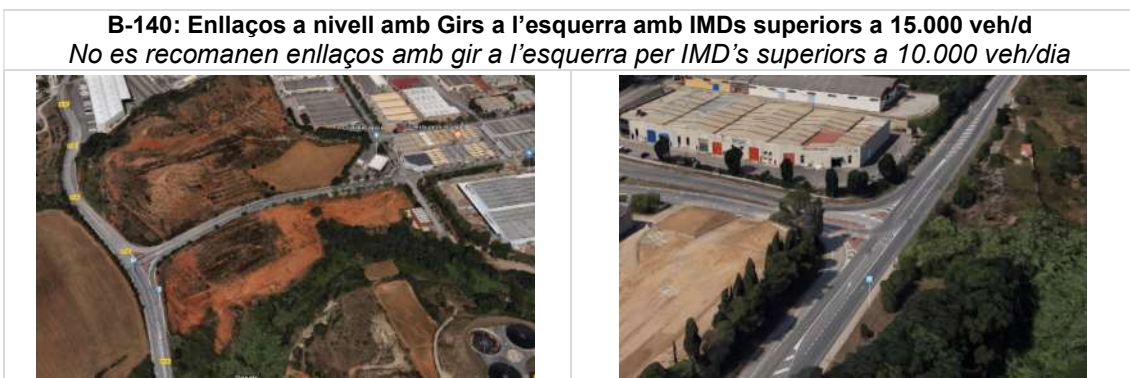 B-140: Enllaços a nivell amb Girs a l'esquerra amb IMDs superiors a 15.000 veh/d
No es recomanen enllaços amb gir a l'esquerra per IMD's superiors a 10.000 veh/dia